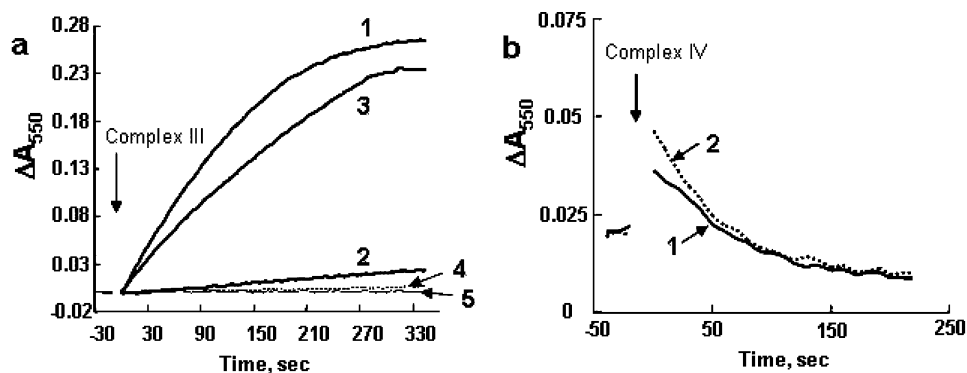 a
ΔA550
0.28
0.23
0.18
0.13
0.08
0.03
-0.02
Complex III
1
3
2
4
5
-30 30 90 150 210 270 330
Time, sec
b
ΔA550
0.075
0.05
0.025
0
Complex IV
2
1
-50 50 150 250
Time, sec